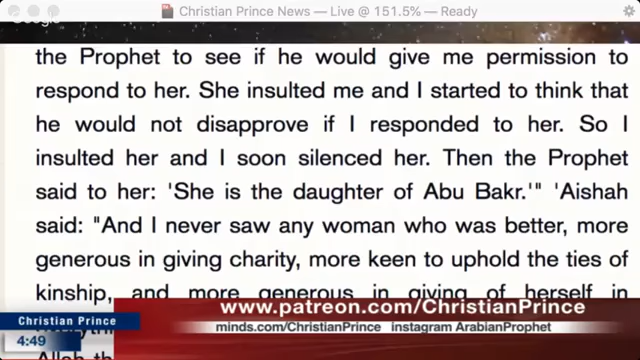 Christian Prince News — Live @ 151.5% — Ready
the Prophet to see if he would give me permission to
respond to her. She insulted me and I started to think that
he would not disapprove if I responded to her. So I
insulted her and I soon silenced her. Then the Prophet
said to her: 'She is the daughter of Abu Bakr.'" 'Aishah
said: "And I never saw any woman who was better, more
generous in giving charity, more keen to uphold the ties of
kinship, and more generous in giving of herself in
www.patreon.com/ChristianPrince
minds.com/ChristianPrince instagram ArabianProphet
Christian Prince
4:49
Allah th